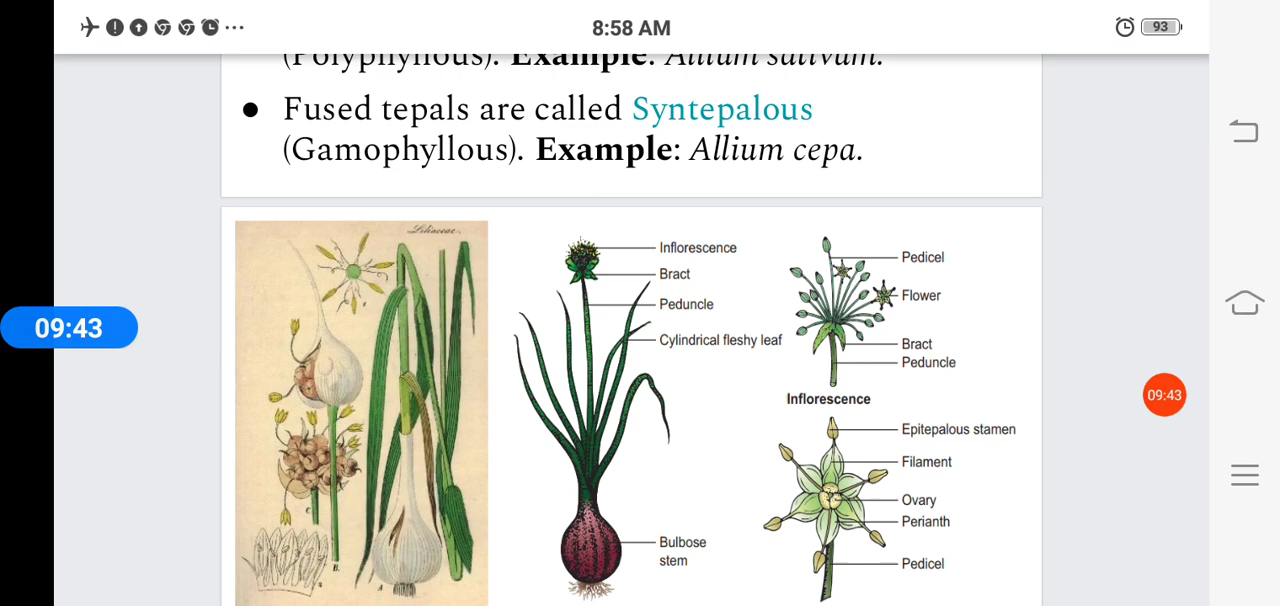 8:58 AM
93
(Polyphyllous). Example: Allium sativum.
● Fused tepals are called Syntepalous
(Gamophyllous). Example: Allium cepa.
09:43
09:43
Liliaceae.
Inflorescence
Bract
Peduncle
Cylindrical fleshy leaf
Bulbose
stem
Pedicel
Flower
Bract
Peduncle
Inflorescence
Epitepalous stamen
Filament
Ovary
Perianth
Pedicel
A
B.